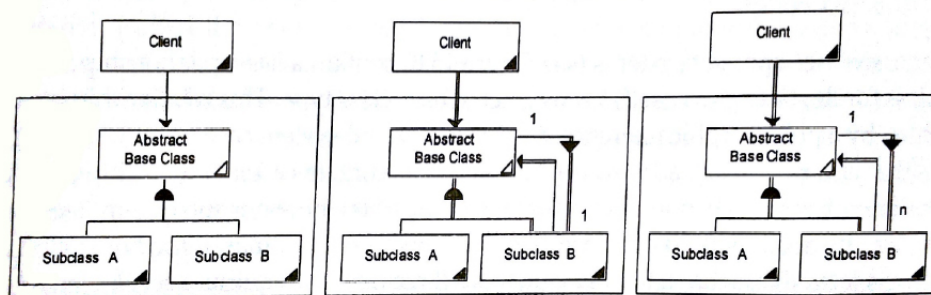 Client
Abstract
Base Class
Subclass A
Subclass B
Client
1
Abstract
Base Class
1
Subclass A
Subclass B
Client
1
Abstract
Base Class
n
Subclass A
Subclass B